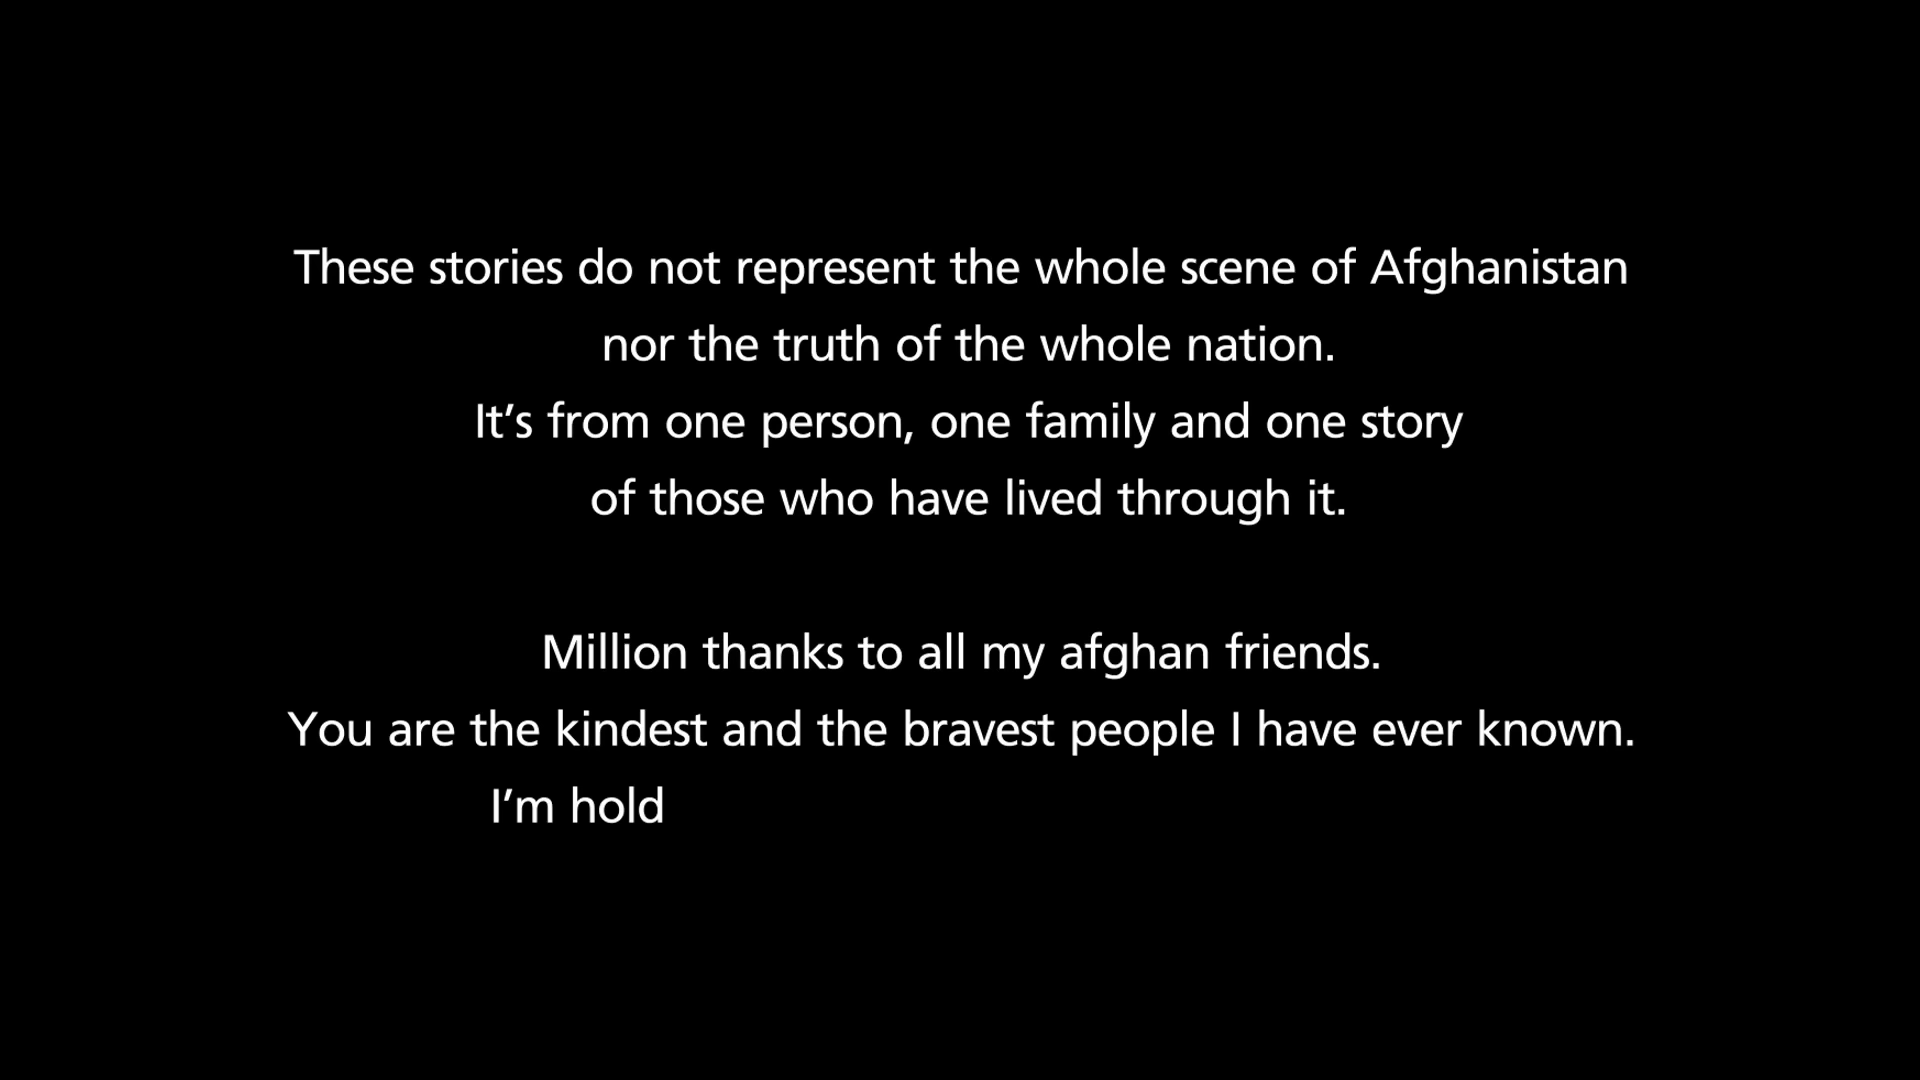 These stories do not represent the whole scene of Afghanistan
nor the truth of the whole nation.
It’s from one person, one family and one story
of those who have lived through it.
Million thanks to all my afghan friends.
You are the kindest and the bravest people I have ever known.
I’m hold